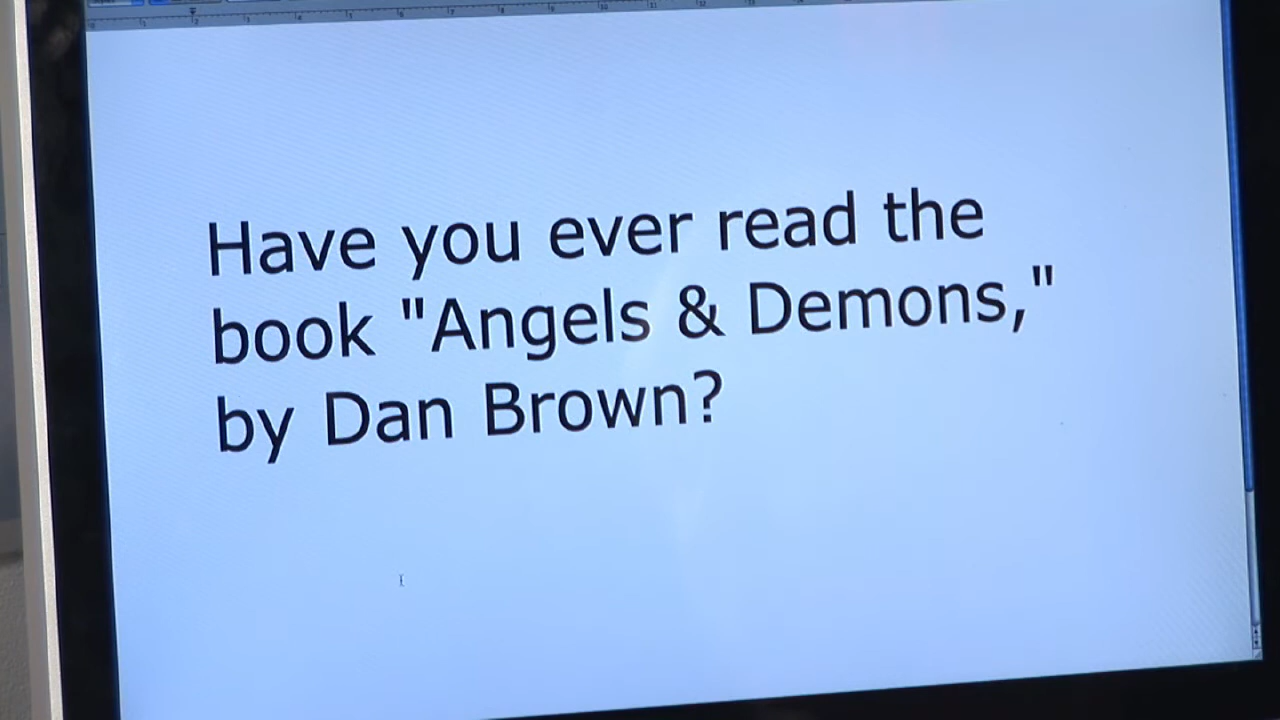 Have you ever read the
book "Angels & Demons,"
by Dan Brown?